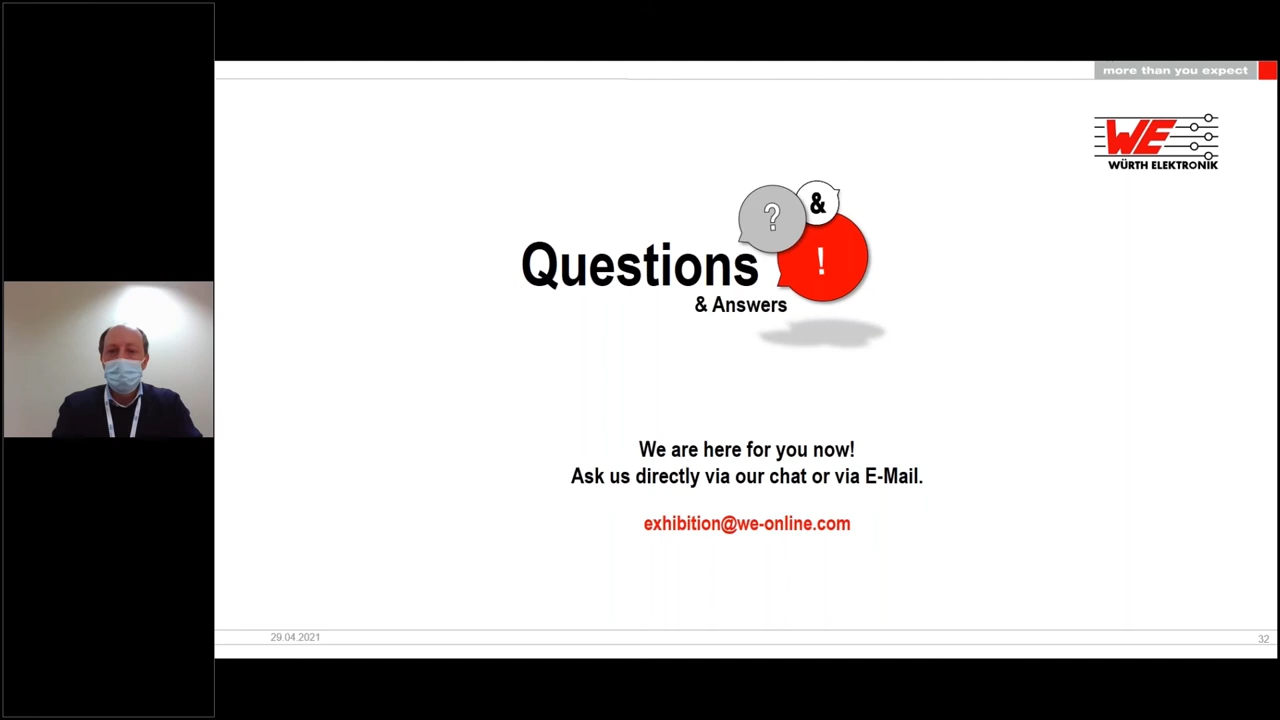 more than you expect
WE
WÜRTH ELEKTRONIK
?
&
!
Questions
& Answers
We are here for you now!
Ask us directly via our chat or via E-Mail.
exhibition@we-online.com
29.04.2021
32